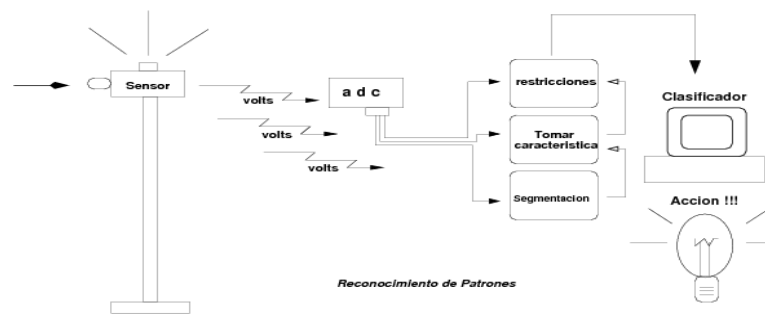 Sensor
volts
volts
volts
a d c
restricciones
Tomar
caracteristica
Segmentacion
Clasificador
Accion !!!
Reconocimiento de Patrones